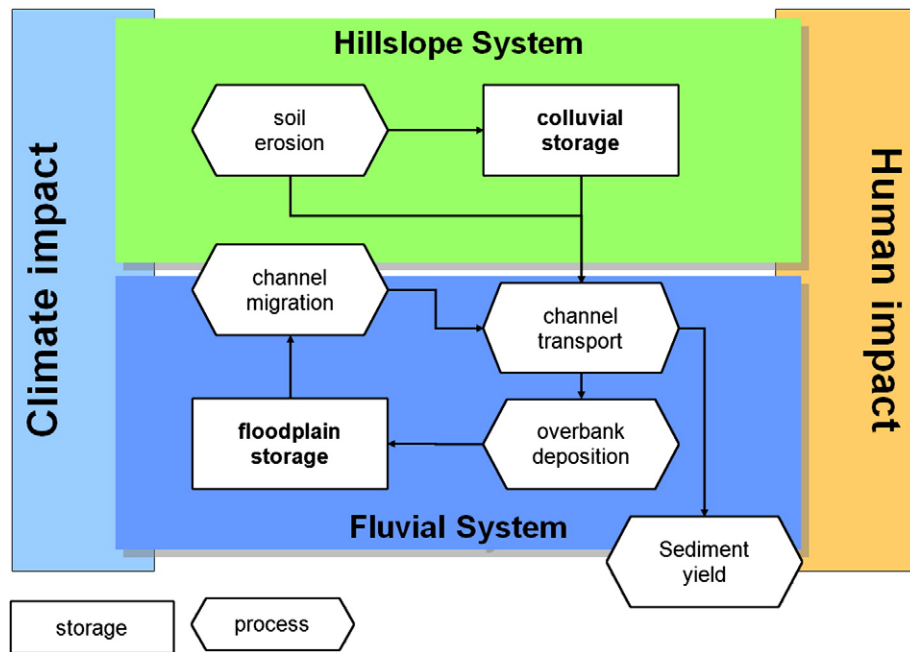 Hillslope System
soil
erosion
colluvial
storage
Climate impact
Human impact
channel
migration
channel
transport
floodplain
storage
overbank
deposition
Fluvial System
Sediment
yield
storage
process